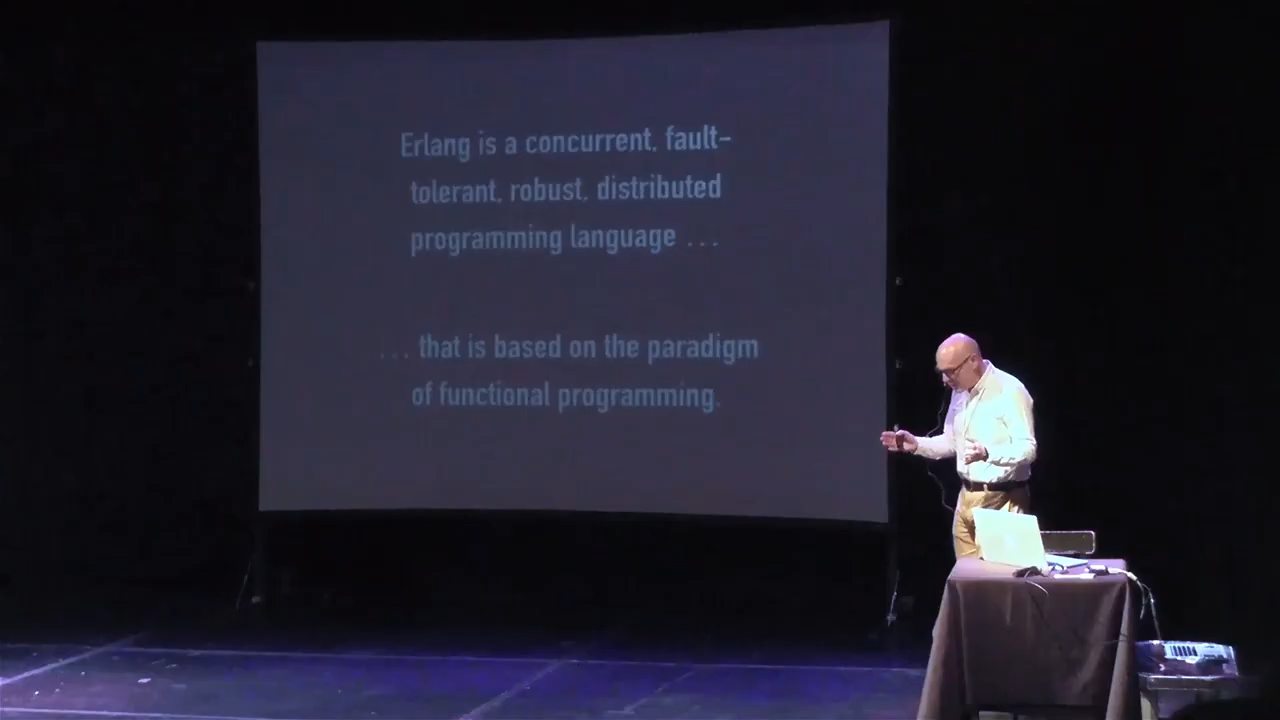 Erlang is a concurrent, fault-
tolerant, robust, distributed
programming language ...
... that is based on the paradigm
of functional programming.